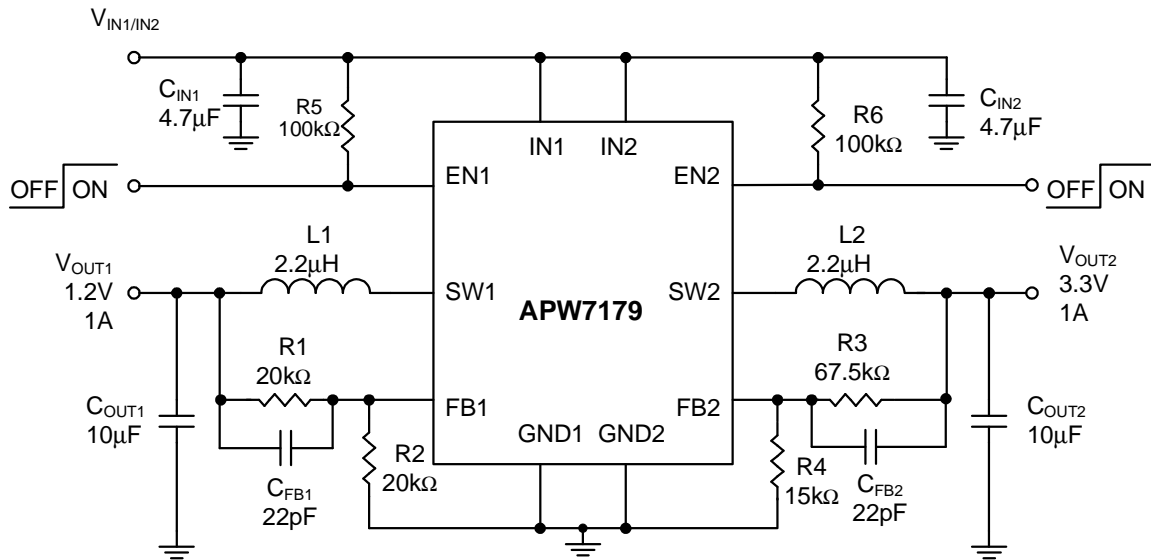 V_IN1/IN2
C_IN1
4.7μF
R5
100kΩ
IN1 IN2
R6
100kΩ
C_IN2
4.7μF
OFF ON
EN1
EN2
OFF ON
V_OUT1
1.2V
1A
L1
2.2μH
SW1
APW7179
SW2
L2
2.2μH
V_OUT2
3.3V
1A
R1
20kΩ
FB1
FB2
R3
67.5kΩ
C_OUT1
10μF
C_FB1
22pF
R2
20kΩ
GND1 GND2
R4
15kΩ
C_FB2
22pF
C_OUT2
10μF